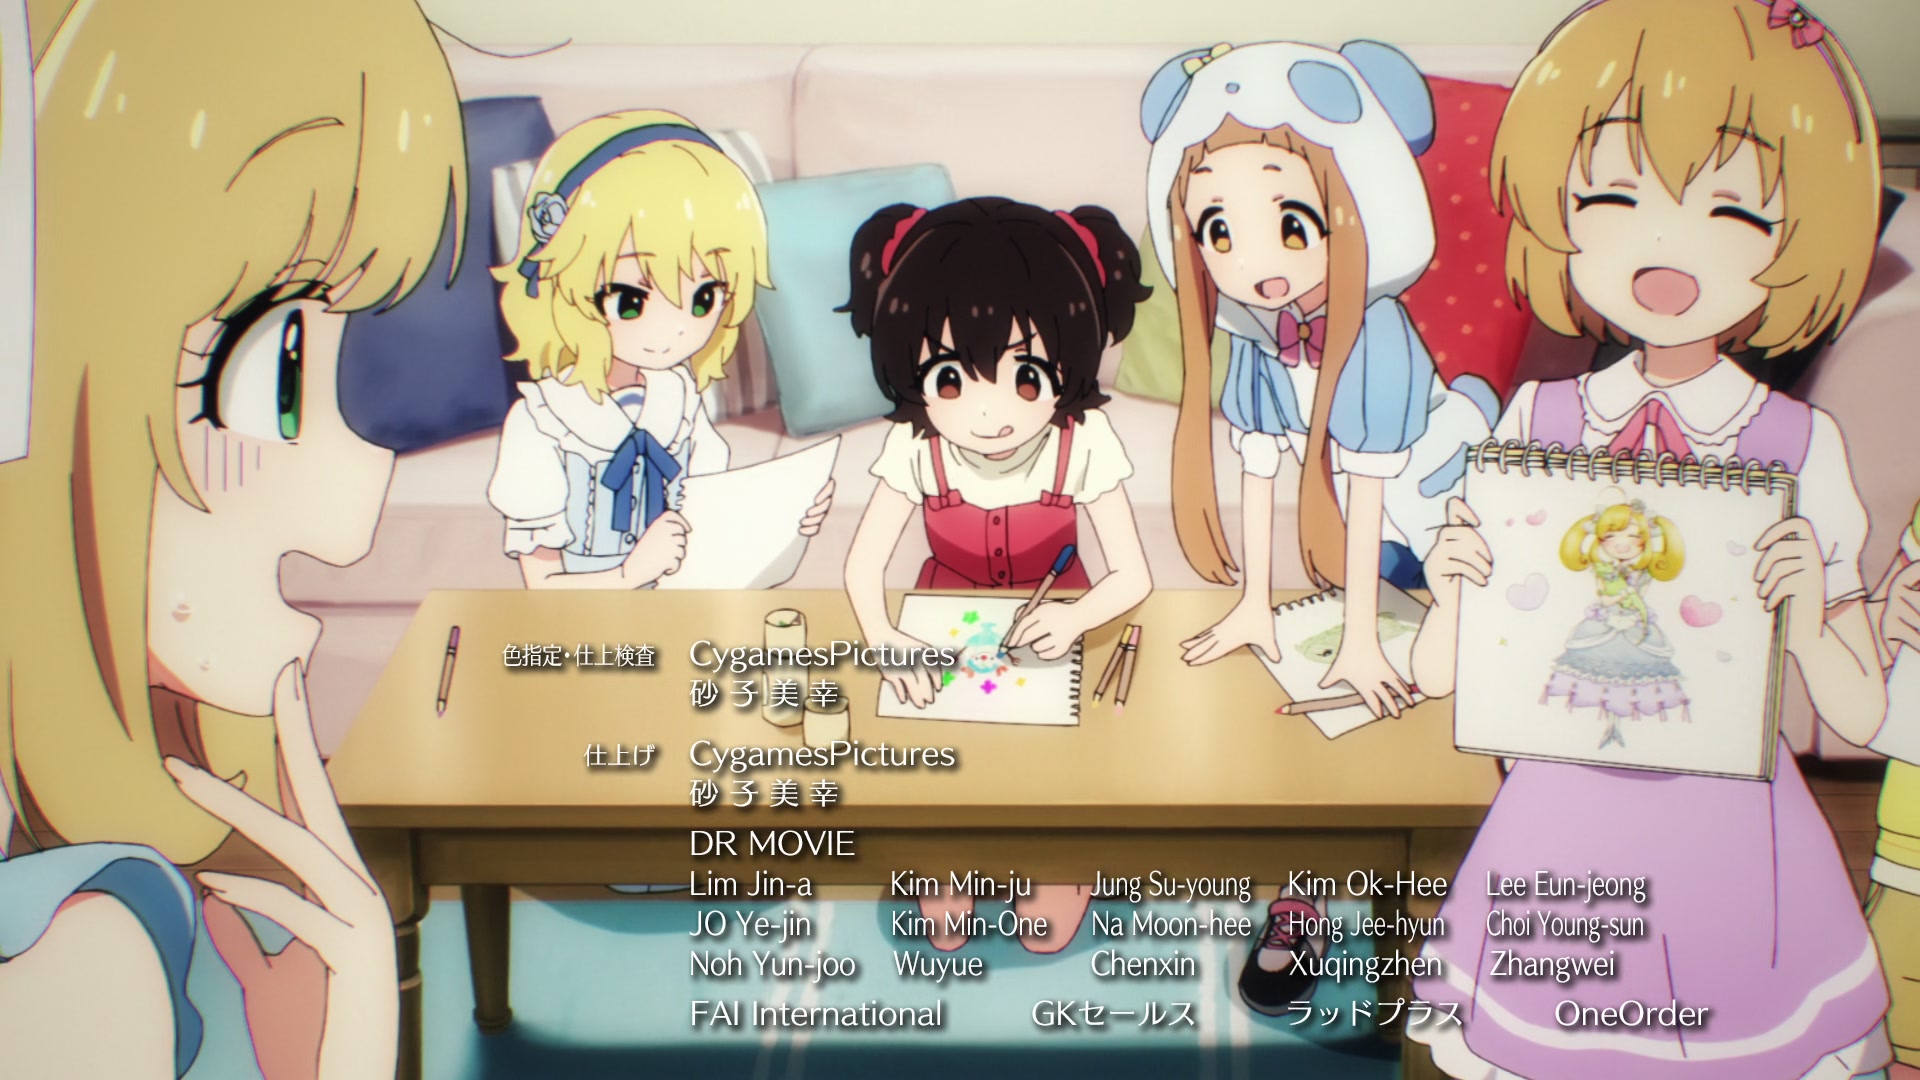 色指定・仕上検査 CygamesPictures
砂子美幸
仕上げ CygamesPictures
砂子美幸
DR MOVIE
Lim Jin-a Kim Min-ju Jung Su-young Kim Ok-Hee Lee Eun-jeong
JO Ye-jin Kim Min-One Na Moon-hee Hong Jee-hyun Choi Young-sun
Noh Yun-joo Wuyue Chenxin Xuqingzhen Zhangwei
FAI International GKセールス ラッドプラス OneOrder